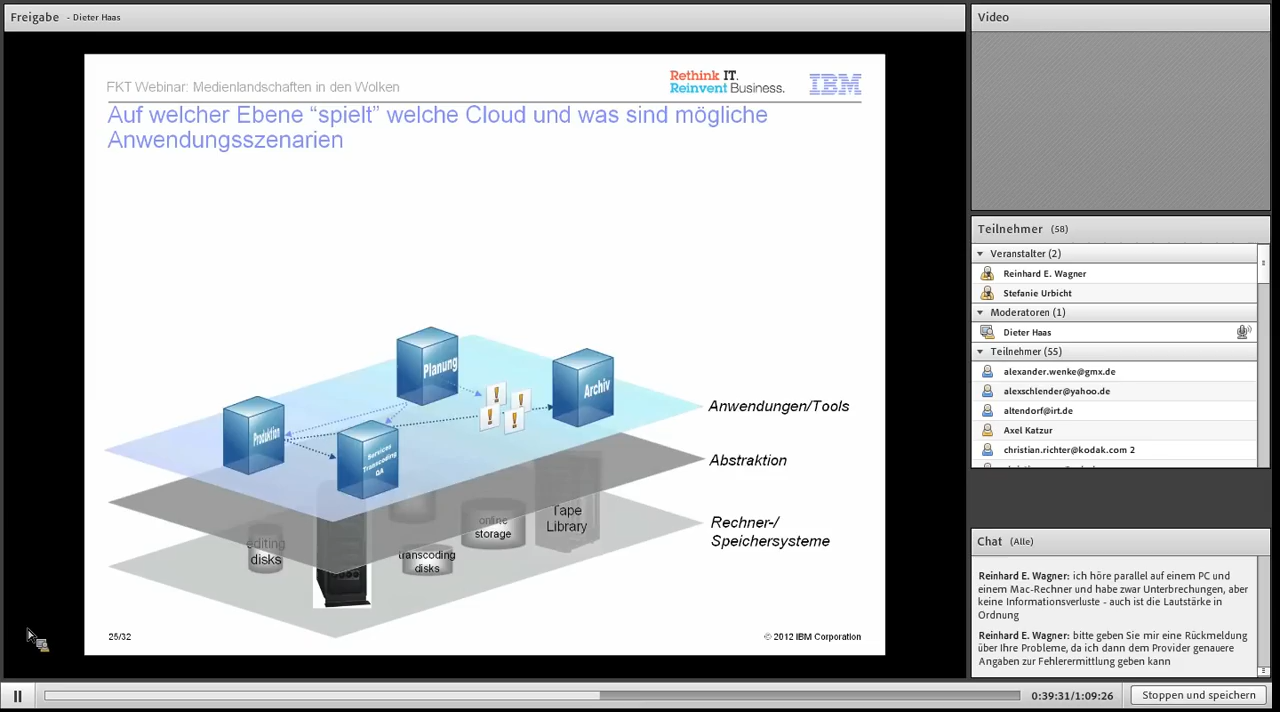 Freigabe - Dieter Haas
FKT Webinar: Medienlandschaften in den Wolken
Rethink IT.
Reinvent Business.
IBM
Auf welcher Ebene “spielt” welche Cloud und was sind mögliche
Anwendungsszenarien
Planung
Archiv
Produktion
Services
Transcoding
QA
Anwendungen/Tools
Abstraktion
Rechner-/
Speichersysteme
editing
disks
transcoding
disks
online
storage
Tape
Library
25/32
© 2012 IBM Corporation
0:39:31/1:09:26
Stoppen und speichern
Video
Teilnehmer (58)
Veranstalter (2)
Reinhard E. Wagner
Stefanie Urbicht
Moderatoren (1)
Dieter Haas
Teilnehmer (55)
alexander.wenke@gmx.de
alexschlender@yahoo.de
altendorf@irt.de
Axel Katzur
christian.richter@kodak.com 2
Chat (Alle)
Reinhard E. Wagner: ich höre parallel auf einem PC und
einem Mac-Rechner und habe zwar Unterbrechungen, aber
keine Informationsverluste - auch ist die Lautstärke in
Ordnung
Reinhard E. Wagner: bitte geben Sie mir eine Rückmeldung
über Ihre Probleme, da ich dann dem Provider genauere
Angaben zur Fehlerermittlung geben kann